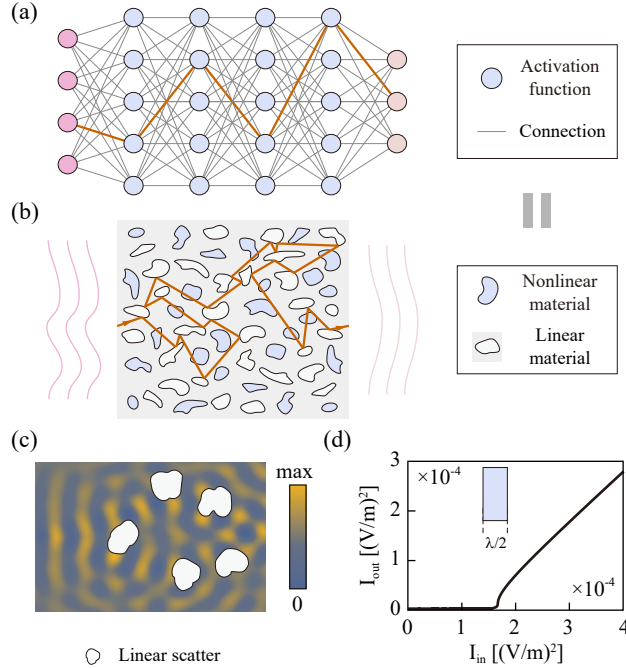 (a)
Activation
function
Connection
(b)
Nonlinear
material
Linear
material
(c)
max
0
Linear scatter
(d)
3
2
1
0
×10⁻⁴
λ/2
×10⁻⁴
0
1
2
3
4
I_out [(V/m)²]
I_in [(V/m)²]